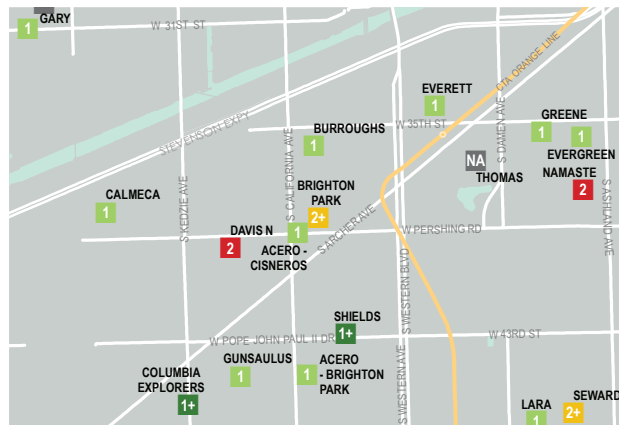 GARY
1
W 31ST ST
CTA ORANGE LINE
EVERETT
1
STEVENSON EXPY
S CALIFORNIA AVE
BURROUGHS
1
W 35TH ST
S DAMEN AVE
GREENE
1
1
EVERGREEN
NA
THOMAS
NAMASTE
2
S KEDZIE AVE
CALMECA
1
BRIGHTON
PARK
2+
S ASHLAND AVE
DAVIS N
2
1
ACERO -
CISNEROS
S ARCHER AVE
W PERSHING RD
S WESTERN BLVD
SHIELDS
1+
W POPE JOHN PAUL II DR
W 43RD ST
GUNSAULUS
1
1
ACERO
- BRIGHTON
PARK
S WESTERN AVE
COLUMBIA
EXPLORERS
1+
LARA
1
SEWARD
2+